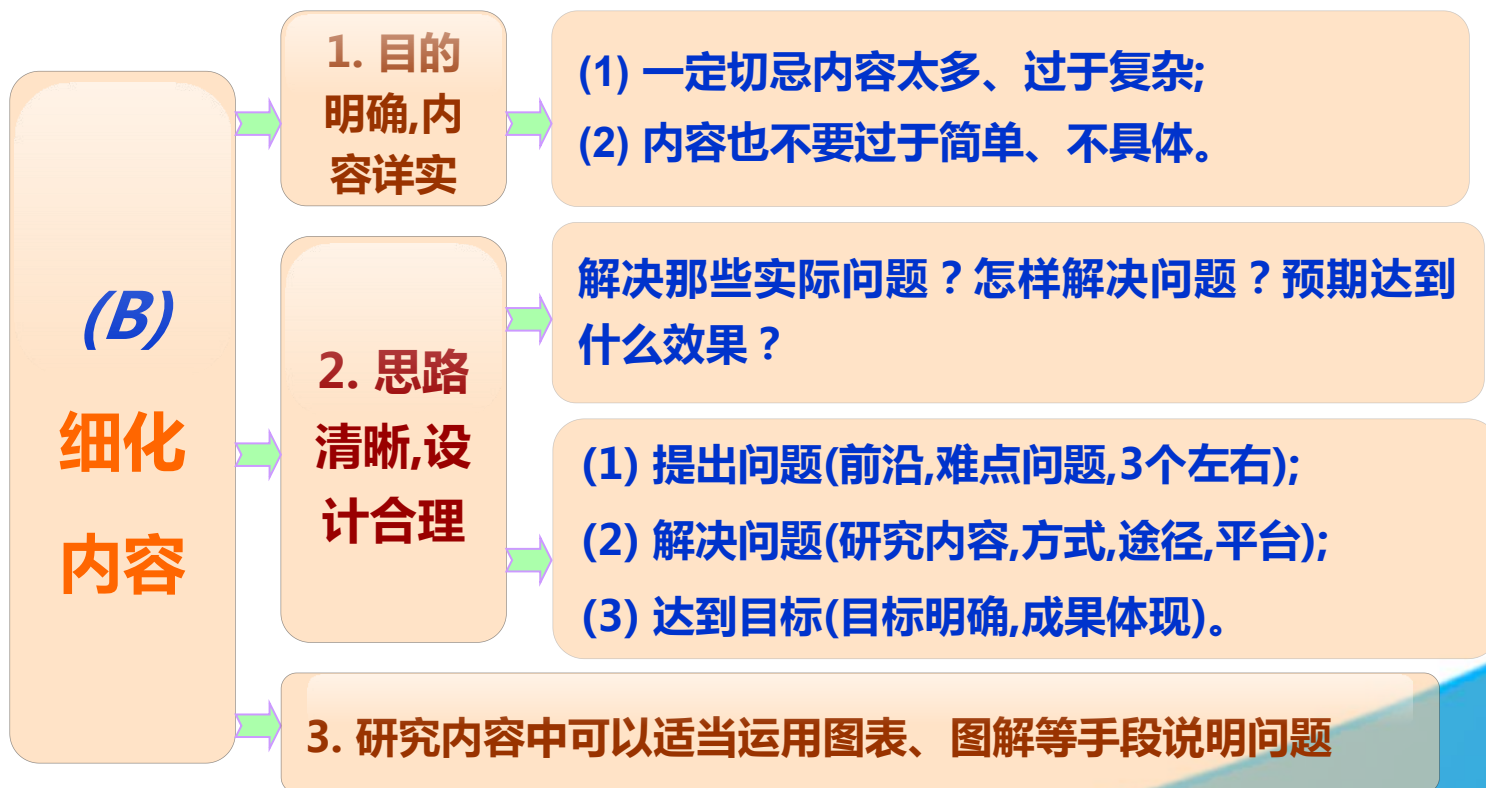 (B)
细化
内容
1. 目的
明确,内
容详实
(1) 一定切忌内容太多、过于复杂;
(2) 内容也不要过于简单、不具体。
2. 思路
清晰,设
计合理
解决那些实际问题？怎样解决问题？预期达到
什么效果？
(1) 提出问题(前沿,难点问题,3个左右);
(2) 解决问题(研究内容,方式,途径,平台);
(3) 达到目标(目标明确,成果体现)。
3. 研究内容中可以适当运用图表、图解等手段说明问题